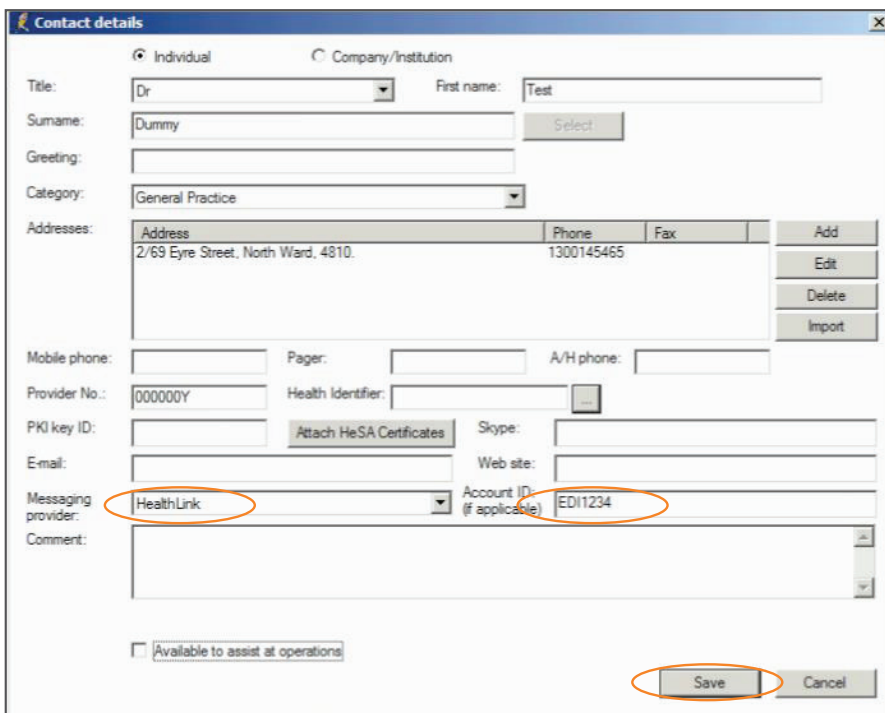 Contact details
Individual Company/Institution
Title: Dr First name: Test
Surname: Dummy Select
Greeting:
Category: General Practice
Addresses: Address Phone Fax Add
2/69 Eyre Street, North Ward, 4810. 1300145465
Edit
Delete
Import
Mobile phone: Pager: A/H phone:
Provider No.: 000000Y Health Identifier: ...
PKI key ID: Attach HeSA Certificates Skype:
E-mail: Web site:
Messaging provider: HealthLink Account ID: (if applicable) EDI1234
Comment:
Available to assist at operations
Save Cancel